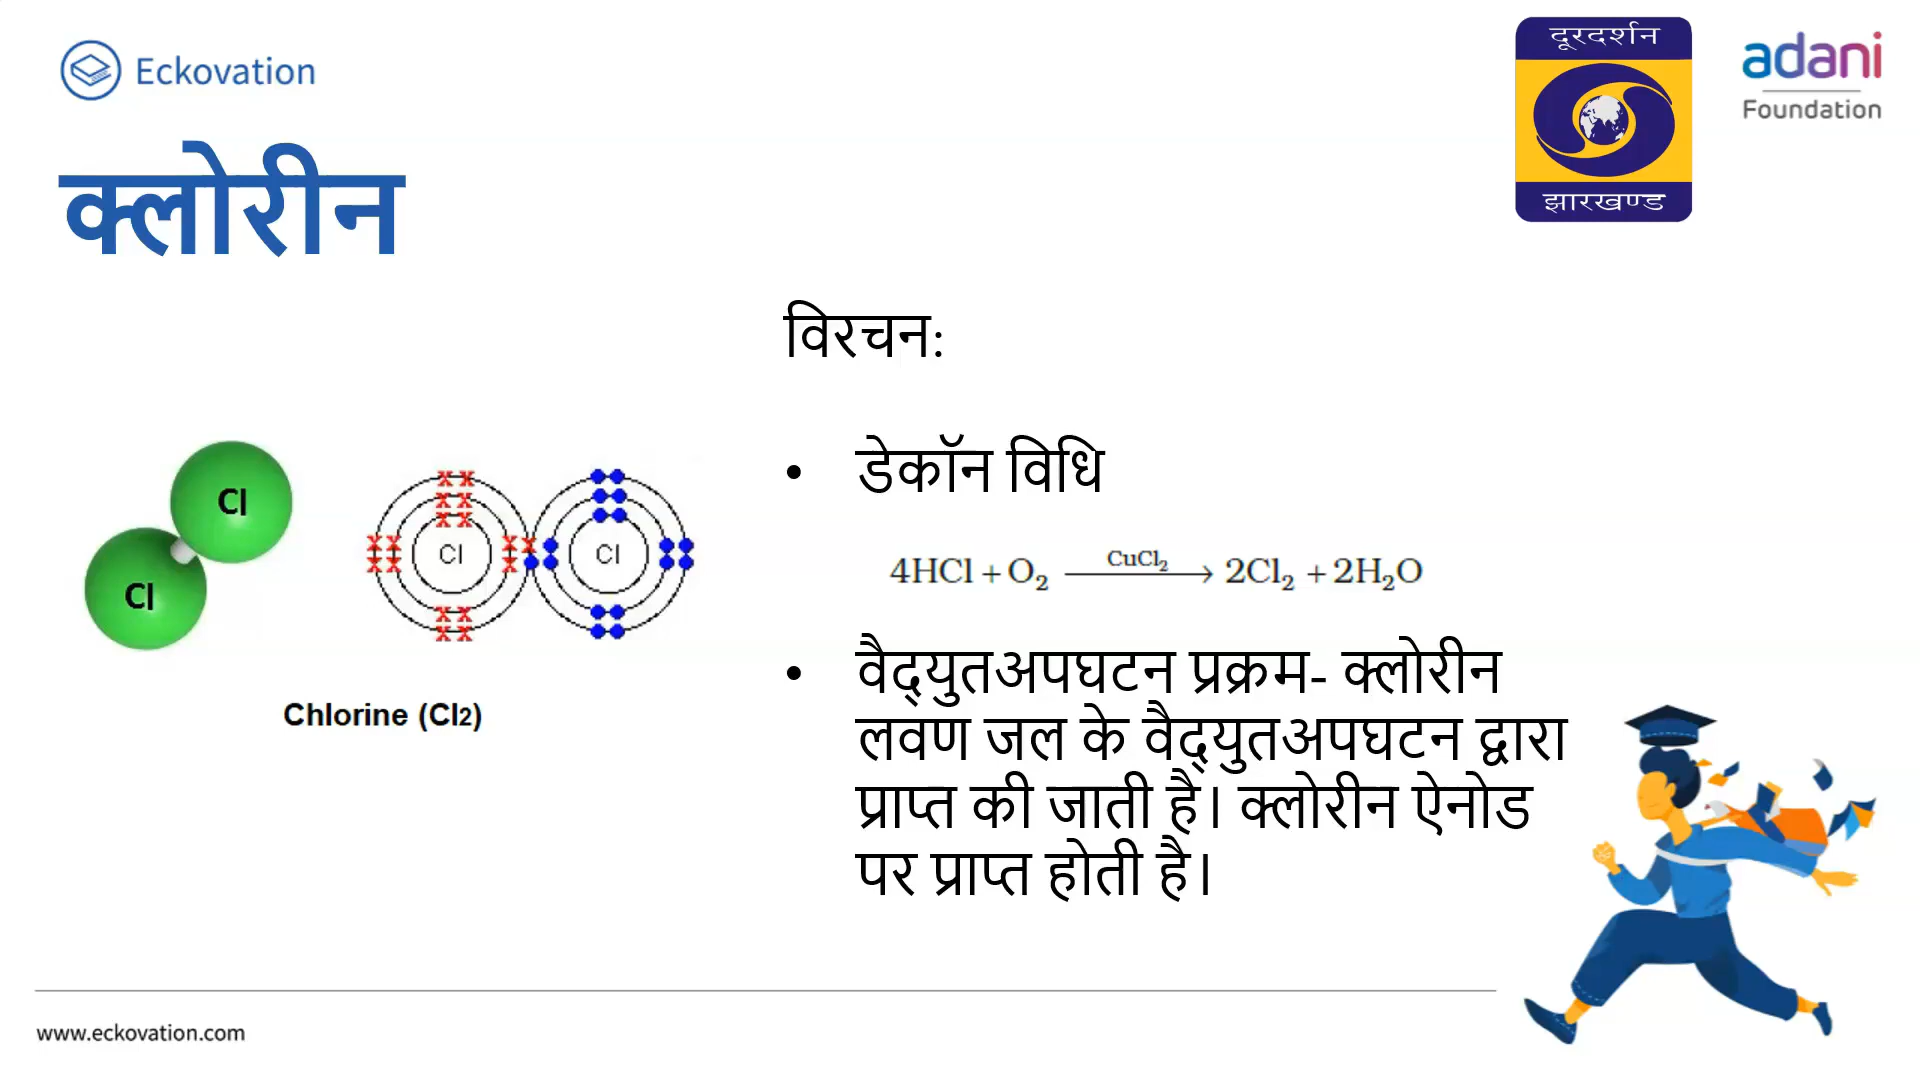 Eckovation
दूरदर्शन
झारखण्ड
adani
Foundation
क्लोरीन
विरचन:
• डेकॉन विधि
4HCl + O₂ —CuCl₂→ 2Cl₂ + 2H₂O
• वैद्युतअपघटन प्रक्रम- क्लोरीन
लवण जल के वैद्युतअपघटन द्वारा
प्राप्त की जाती है। क्लोरीन ऐनोड
पर प्राप्त होती है।
Cl
Cl
Cl
Cl
Chlorine (Cl2)
www.eckovation.com